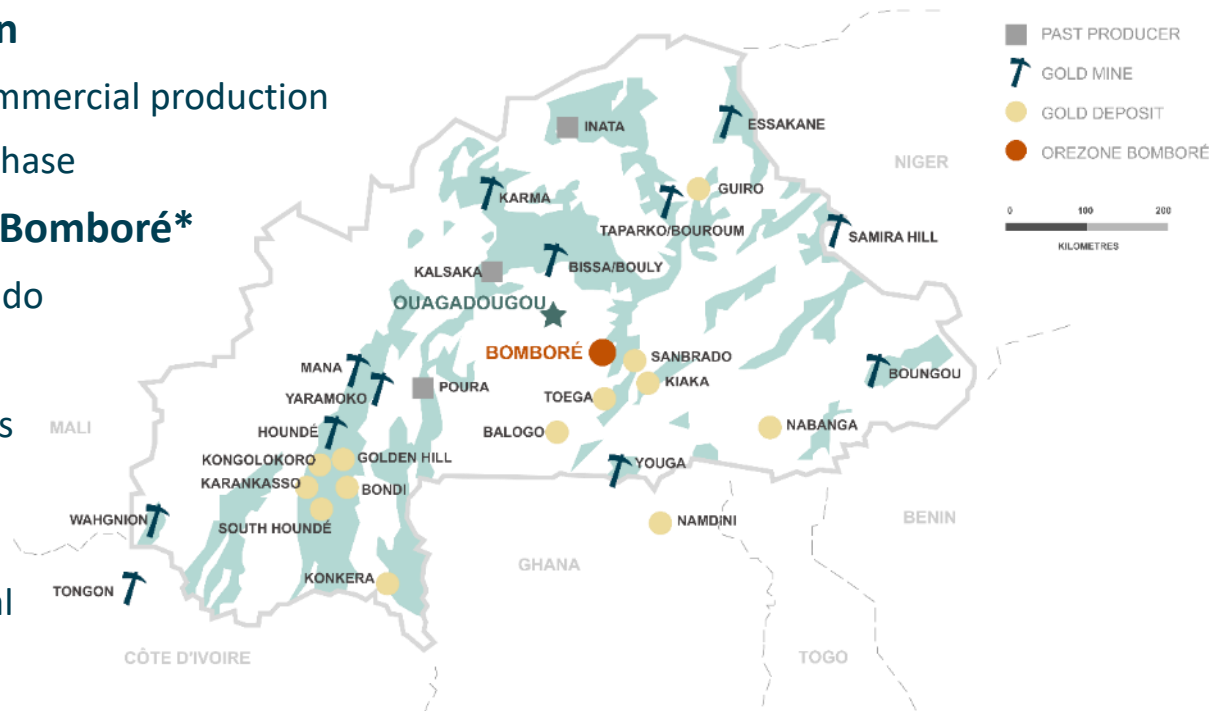 n
mmercial production
hase
Bomboré*
do
s
al
PAST PRODUCER
GOLD MINE
GOLD DEPOSIT
OREZONE BOMBORÉ
0 100 200
KILOMETRES
INATA
ESSAKANE
NIGER
KARMA
GUIRO
TAPARKO/BOUROUM
SAMIRA HILL
KALSAKA
BISSA/BOULY
OUAGADOUGOU
BOMBORÉ
SANBRADO
MANA
KIAKA
BOUNGOU
YARAMOKO
POURA
TOEGA
MALI
HOUNDÉ
BALOGO
NABANGA
KONGOLOKORO
GOLDEN HILL
YOUGA
KARANKASSO
BONDI
WAHGNION
SOUTH HOUNDÉ
NAMDINI
BENIN
GHANA
TONGON
KONKERA
CÔTE D'IVOIRE
TOGO